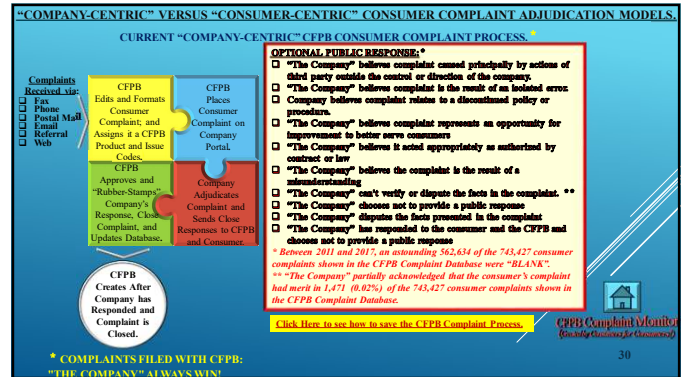 "COMPANY-CENTRIC" VERSUS "CONSUMER-CENTRIC" CONSUMER COMPLAINT ADJUDICATION MODELS.
CURRENT "COMPANY-CENTRIC" CFPB CONSUMER COMPLAINT PROCESS. *
Complaints
Received via:
❑ Fax
❑ Phone
❑ Postal Mail
❑ Email
❑ Referral
❑ Web
CFPB
Edits and Formats
Consumer
Complaint; and
Assigns it a CFPB
Product and Issue
Codes.
CFPB
Places
Consumer
Complaint on
Company
Portal.
CFPB
Approves and
"Rubber-Stamps"
Company's
Response, Close
Complaint, and
Updates Database.
Company
Adjudicates
Complaint and
Sends Close
Responses to CFPB
and Consumer.
CFPB
Creates After
Company has
Responded and
Complaint is
Closed.
OPTIONAL PUBLIC RESPONSE: *
❑ "The Company" believes complaint caused principally by actions of
third party outside the control or direction of the company.
❑ "The Company" believes complaint is the result of an isolated error.
❑ Company believes complaint relates to a discontinued policy or
procedure.
❑ "The Company" believes complaint represents an opportunity for
improvement to better serve consumers
❑ "The Company" believes it acted appropriately as authorized by
contract or law
❑ "The Company" believes the complaint is the result of a
misunderstanding
❑ "The Company" can't verify or dispute the facts in the complaint. **
❑ "The Company" chooses not to provide a public response
❑ "The Company" disputes the facts presented in the complaint
❑ "The Company" has responded to the consumer and the CFPB and
chooses not to provide a public response
* Between 2011 and 2017, an astounding 562,634 of the 743,427 consumer
complaints shown in the CFPB Complaint Database were "BLANK".
** "The Company" partially acknowledged that the consumer's complaint
had merit in 1,471 (0.02%) of the 743,427 consumer complaints shown in
the CFPB Complaint Database.
Click Here to see how to save the CFPB Complaint Process.
CFPB Complaint Monitor
30
* COMPLAINTS FILED WITH CFPB:
"THE COMPANY" ALWAYS WIN!